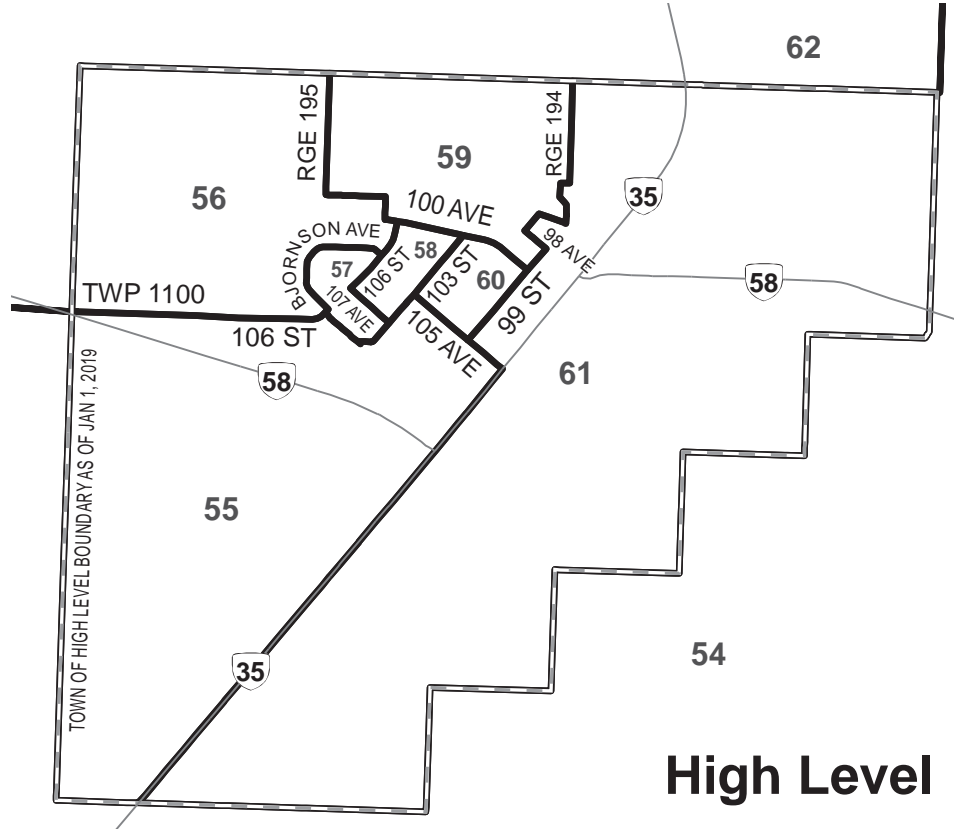 62
RGE 195
RGE 194
59
56
35
100 AVE
BJORNSON AVE
58
98 AVE
57
106 ST
103 ST
60
58
TWP 1100
107 AVE
99 ST
106 ST
105 AVE
58
61
TOWN OF HIGH LEVEL BOUNDARY AS OF JAN 1, 2019
55
54
35
High Level